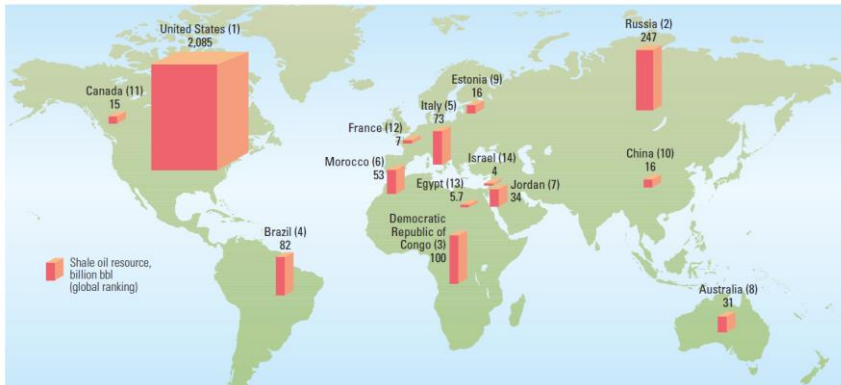 United States (1)
2,085
Russia (2)
247
Canada (11)
15
Estonia (9)
16
Italy (5)
73
France (12)
7
Morocco (6)
53
Israel (14)
4
Egypt (13)
5.7
Jordan (7)
34
China (10)
16
Democratic
Republic of
Congo (3)
100
Brazil (4)
82
Shale oil resource,
billion bbl
(global ranking)
Australia (8)
31